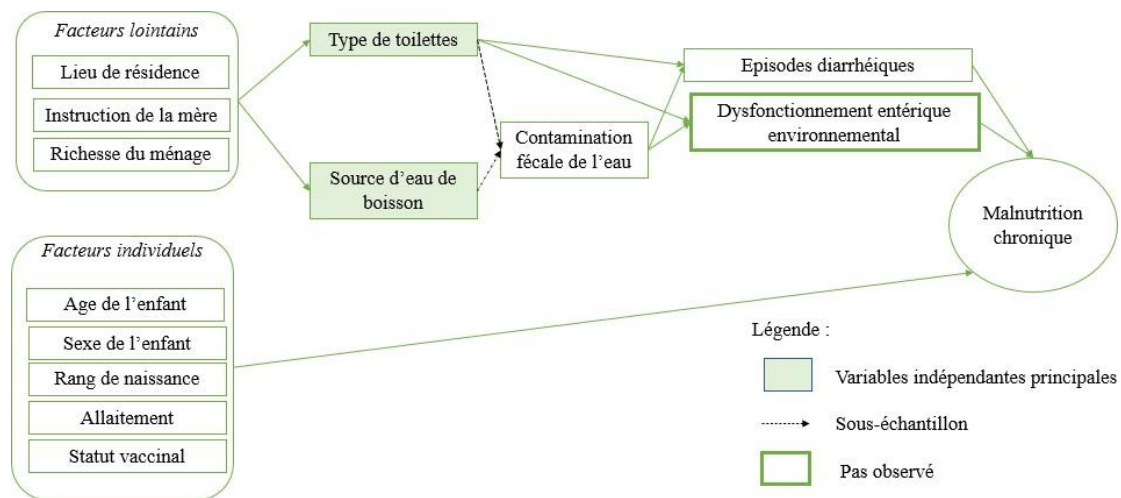 Facteurs lointains
Lieu de résidence
Instruction de la mère
Richesse du ménage
Type de toilettes
Source d'eau de
boisson
Contamination
fécale de l'eau
Episodes diarrhéiques
Dysfonctionnement entérique
environnemental
Malnutrition
chronique
Facteurs individuels
Age de l'enfant
Sexe de l'enfant
Rang de naissance
Allaitement
Statut vaccinal
Légende :
Variables indépendantes principales
Sous-échantillon
Pas observé